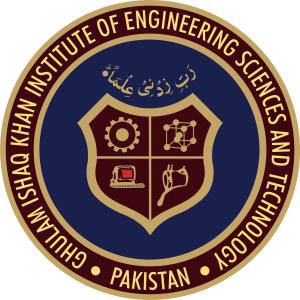 GHULAM ISHAQ KHAN INSTITUTE OF ENGINEERING SCIENCES AND TECHNOLOGY
رَبِّ زِدْنِيْ عِلْمًا
• PAKISTAN •